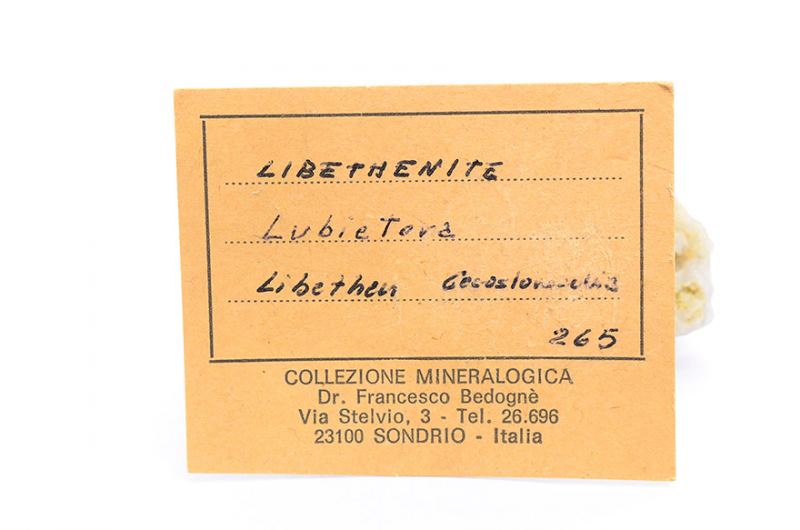 LIBETHENITE
Lubietova
Libethen Cecoslovacchia
265
COLLEZIONE MINERALOGICA
Dr. Francesco Bedognè
Via Stelvio, 3 - Tel. 26.696
23100 SONDRIO - Italia